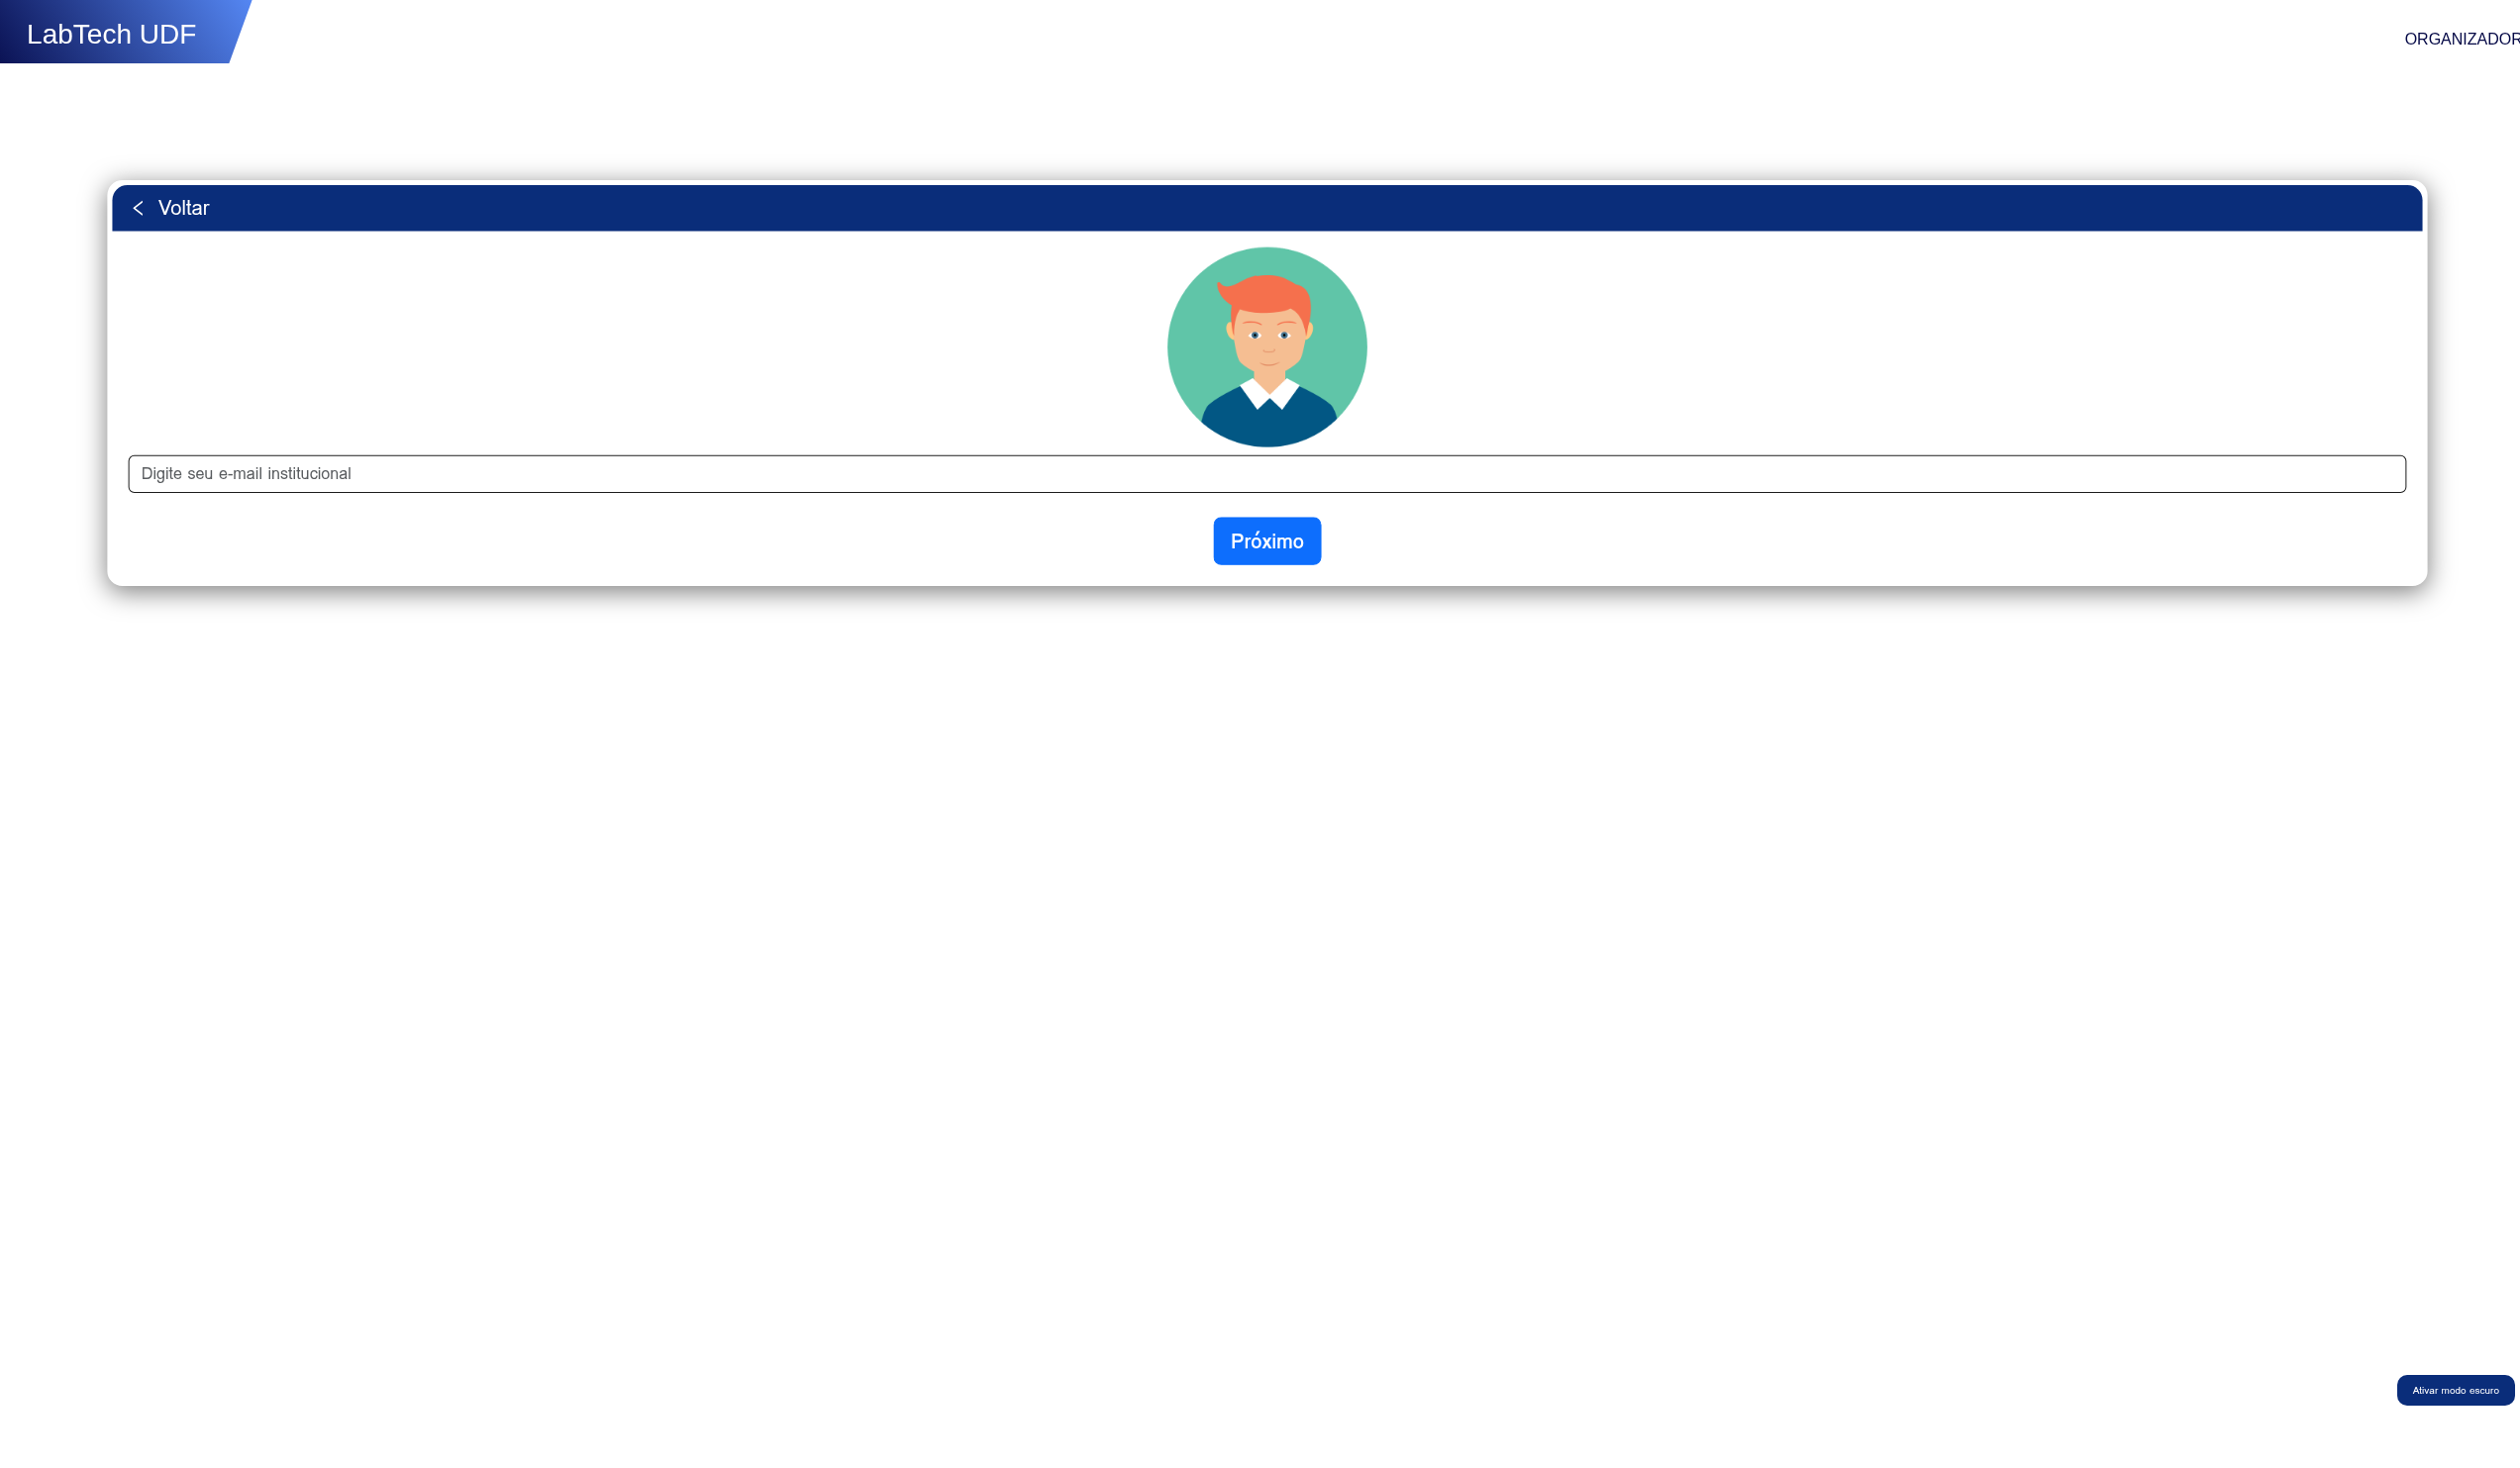 LabTech UDF
ORGANIZADOR
Voltar
Digite seu e-mail institucional
Próximo
Ativar modo escuro